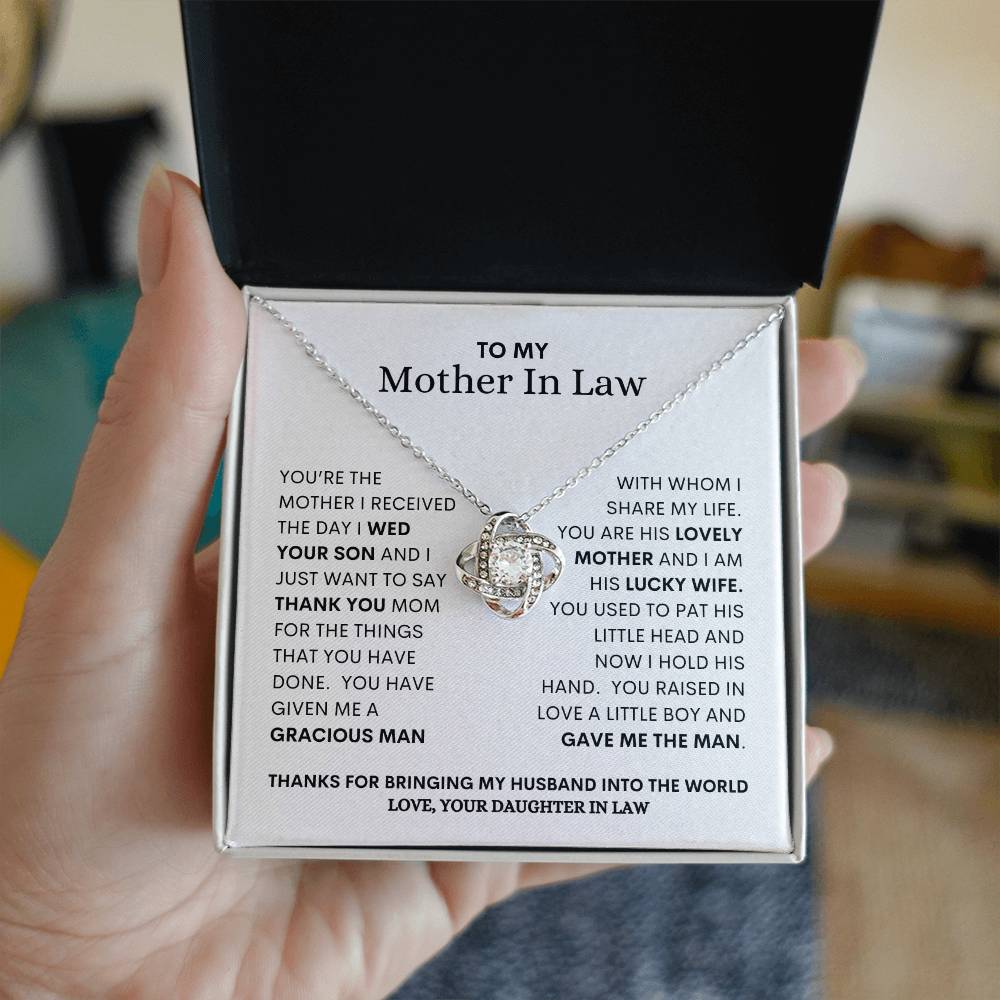 TO MY
Mother In Law
YOU’RE THE
MOTHER I RECEIVED
THE DAY I WED
YOUR SON AND I
JUST WANT TO SAY
THANK YOU MOM
FOR THE THINGS
THAT YOU HAVE
DONE. YOU HAVE
GIVEN ME A
GRACIOUS MAN
WITH WHOM I
SHARE MY LIFE.
YOU ARE HIS LOVELY
MOTHER AND I AM
HIS LUCKY WIFE.
YOU USED TO PAT HIS
LITTLE HEAD AND
NOW I HOLD HIS
HAND. YOU RAISED IN
LOVE A LITTLE BOY AND
GAVE ME THE MAN.
THANKS FOR BRINGING MY HUSBAND INTO THE WORLD
LOVE, YOUR DAUGHTER IN LAW